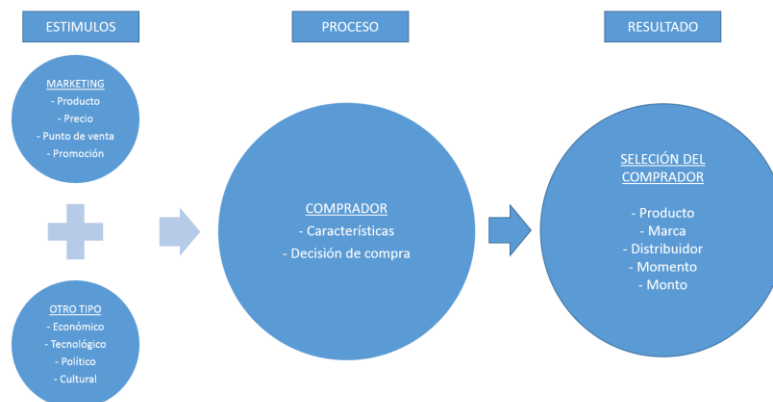 ESTIMULOS
PROCESO
RESULTADO
MARKETING
- Producto
- Precio
- Punto de venta
- Promoción
OTRO TIPO
- Económico
- Tecnológico
- Político
- Cultural
COMPRADOR
- Características
- Decisión de compra
SELECIÓN DEL
COMPRADOR
- Producto
- Marca
- Distribuidor
- Momento
- Monto